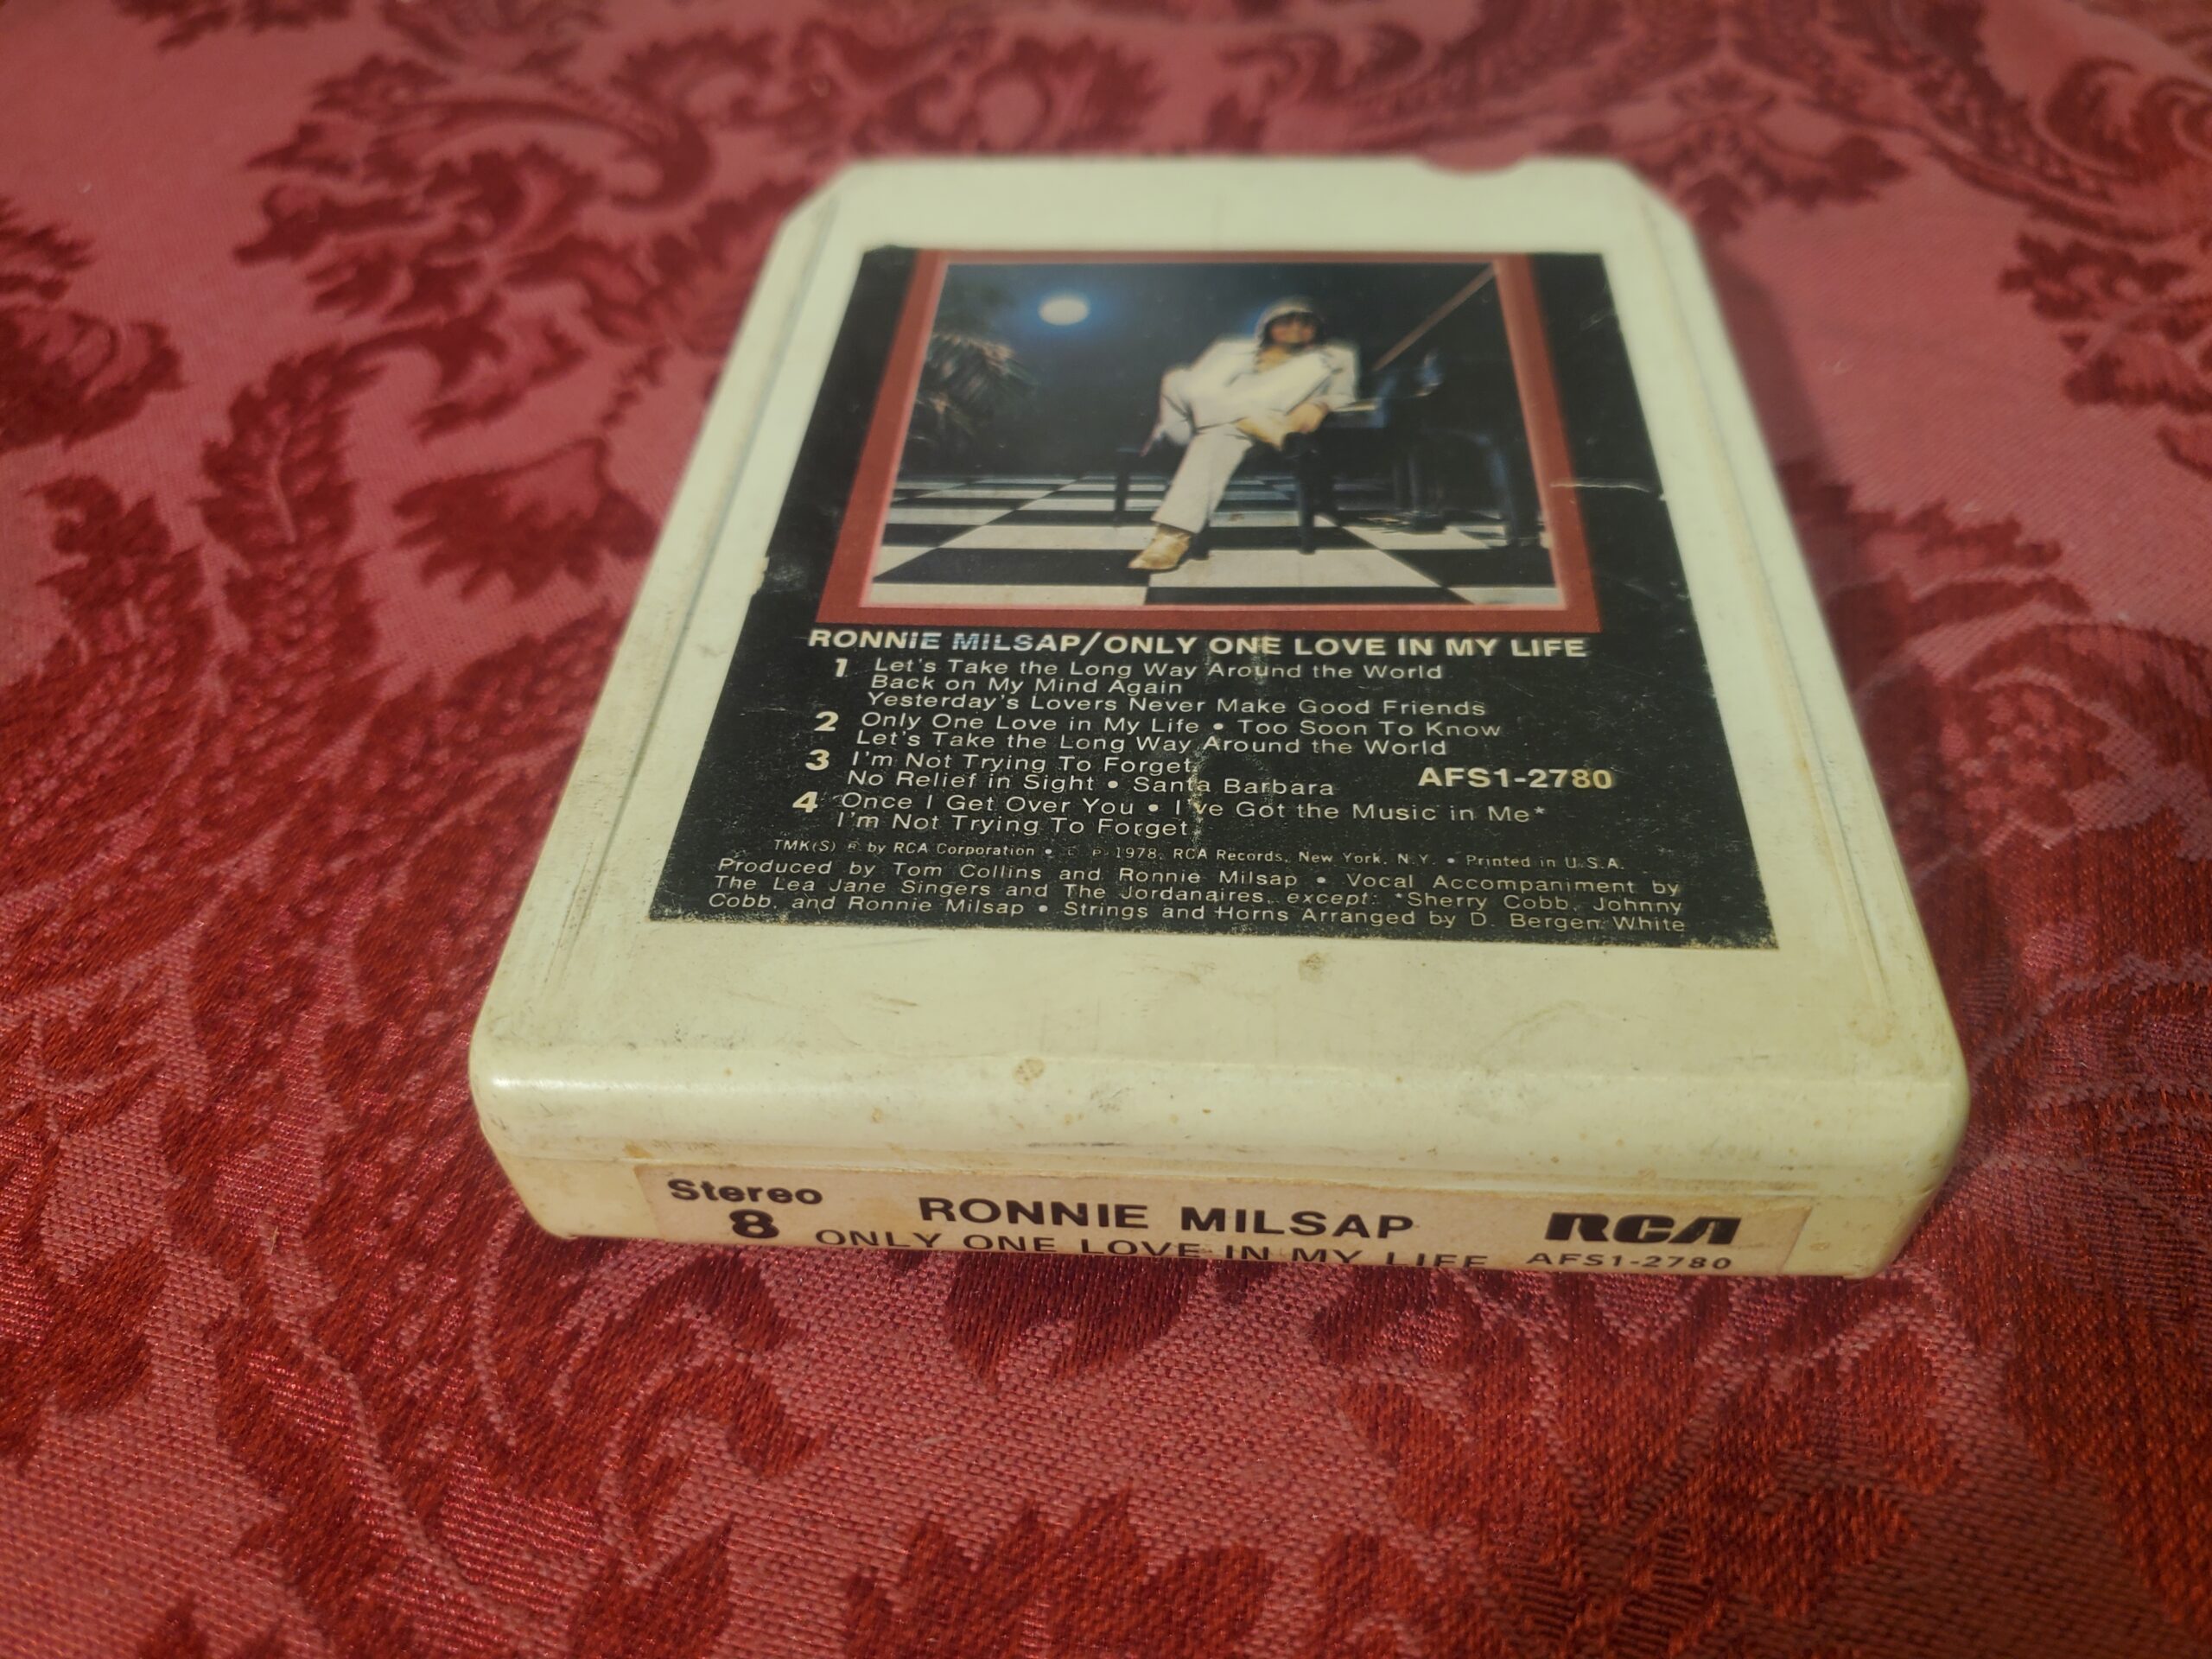 RONNIE MILSAP/ONLY ONE LOVE IN MY LIFE
1 Let's Take the Long Way Around the World
Back on My Mind Again
Yesterday's Lovers Never Make Good Friends
2 Only One Love in My Life • Too Soon To Know
Let's Take the Long Way Around the World
3 I'm Not Trying To Forget
No Relief in Sight • Santa Barbara AFS1-2780
4 Once I Get Over You • I've Got the Music in Me*
I'm Not Trying To Forget
TMK(S) ® by RCA Corporation • © ℗ 1978, RCA Records, New York, N.Y. • Printed in U.S.A.
Produced by Tom Collins and Ronnie Milsap • Vocal Accompaniment by
The Lea Jane Singers and The Jordanaires, except: *Sherry Cobb, Johnny
Cobb, and Ronnie Milsap • Strings and Horns Arranged by D. Bergen White
Stereo
8
RONNIE MILSAP
ONLY ONE LOVE IN MY LIFE
RCA
AFS1-2780